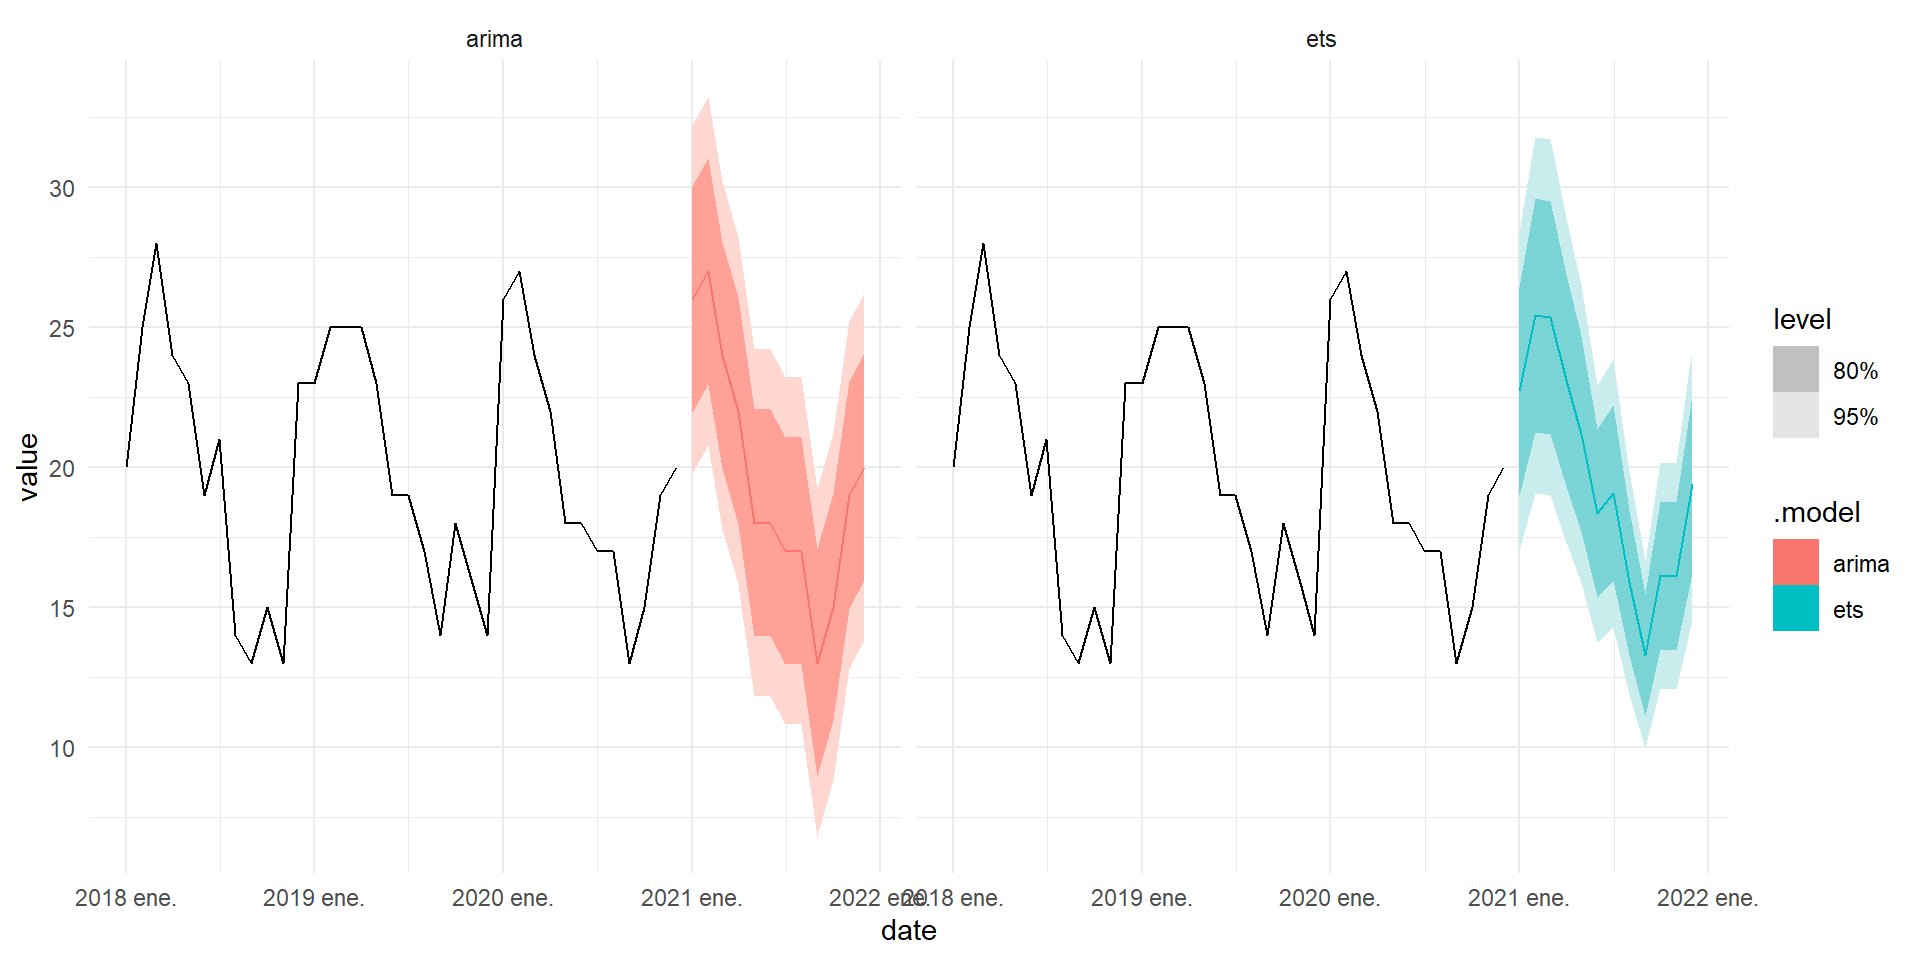 arima
ets
value
30
25
20
15
10
2018 ene.
2019 ene.
2020 ene.
2021 ene.
2022 ene.
2018 ene.
2019 ene.
2020 ene.
2021 ene.
2022 ene.
date
level
80%
95%
.model
arima
ets